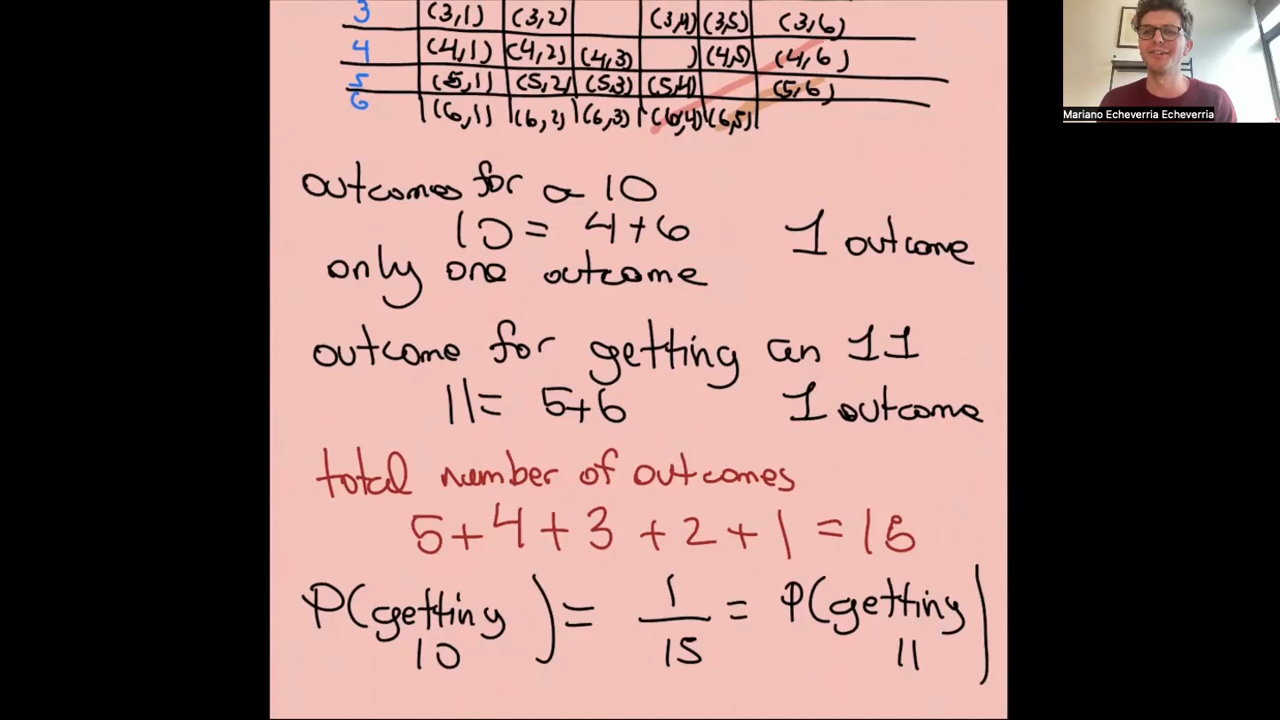 3 (3,1) (3,2) (3,4) (3,5) (3,6)
4 (4,1) (4,2) (4,3) ) (4,5) (4,6)
5 (5,1) (5,2) (5,3) (5,4) (5,6)
6 (6,1) (6,2) (6,3) (6,4) (6,5)
Mariano Echeverria Echeverria
outcomes for a 10
10 = 4+6 1 outcome
only one outcome
outcome for getting an 11
11= 5+6 1 outcome
total number of outcomes
5+4+3+2+1=15
P(getting 10) = 1/15 = P(getting 11)